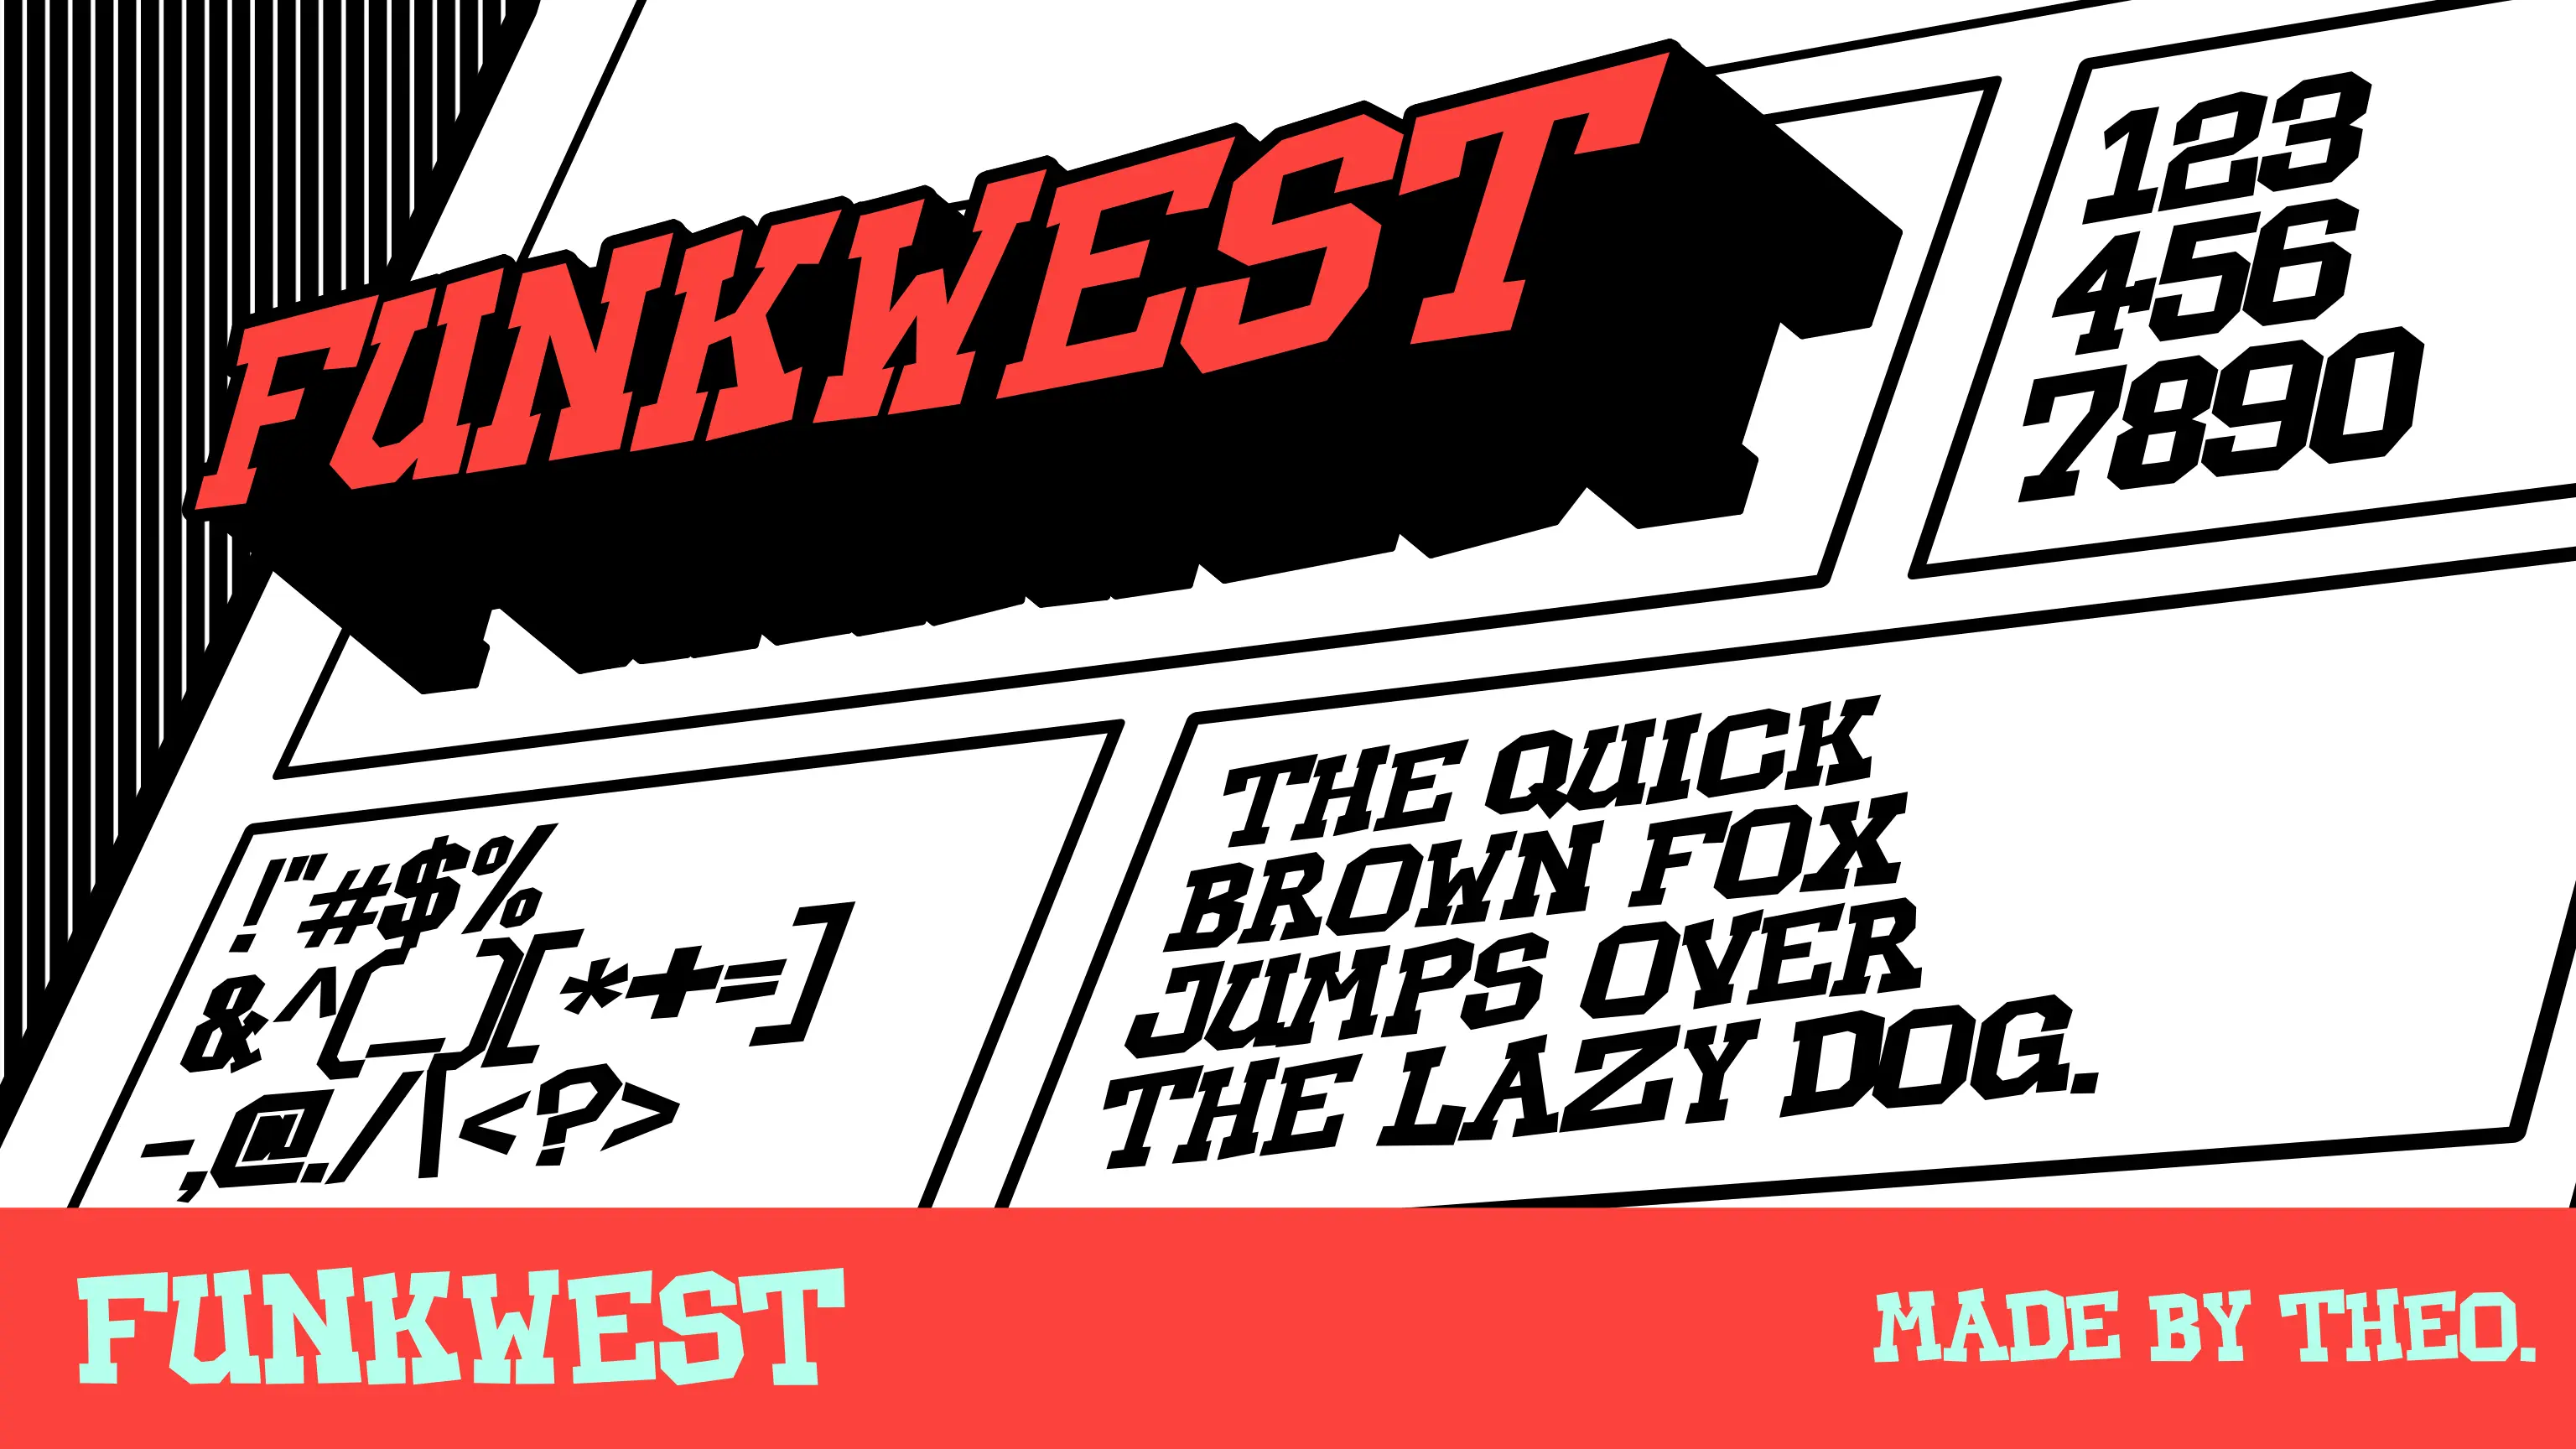 FUNKWEST
123
456
7890
!"#$%
&^(_)[*+=]
-,@./|<?>
THE QUICK
BROWN FOX
JUMPS OVER
THE LAZY DOG.
FUNKWEST
MADE BY THEO.